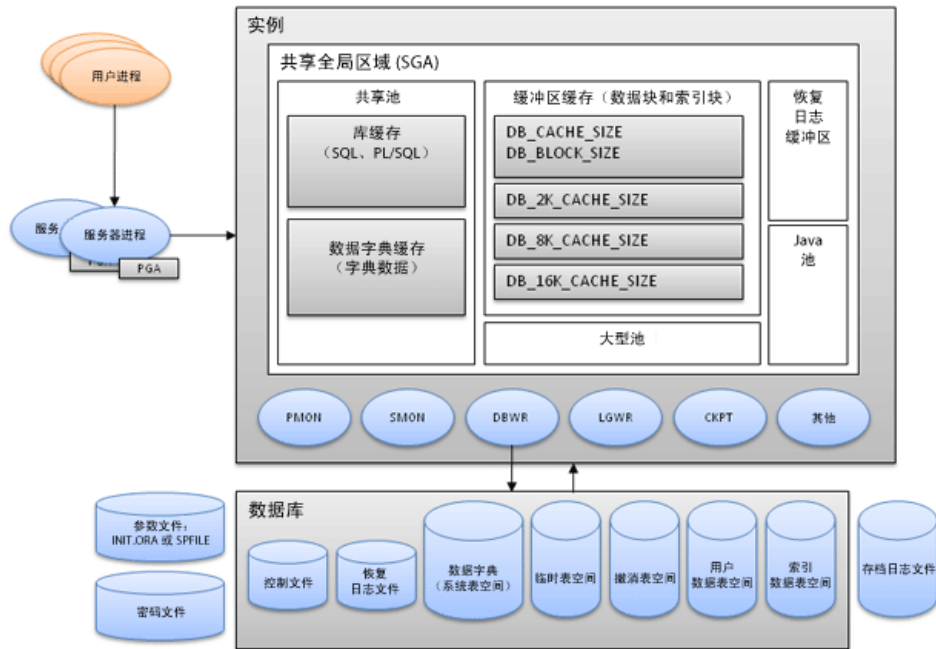 实例
共享全局区域 (SGA)
用户进程
共享池
缓冲区缓存（数据块和索引块）
恢复
日志
缓冲区
库缓存
（SQL、PL/SQL）
DB_CACHE_SIZE
DB_BLOCK_SIZE
DB_2K_CACHE_SIZE
服务
服务器进程
PGA
数据字典缓存
（字典数据）
DB_8K_CACHE_SIZE
DB_16K_CACHE_SIZE
Java
池
大型池
PMON
SMON
DBWR
LGWR
CKPT
其他
数据库
参数文件：
INIT.ORA 或 SPFILE
密码文件
控制文件
恢复
日志文件
数据字典
（系统表空间）
临时表空间
撤消表空间
用户
数据表空间
索引
数据表空间
存档日志文件